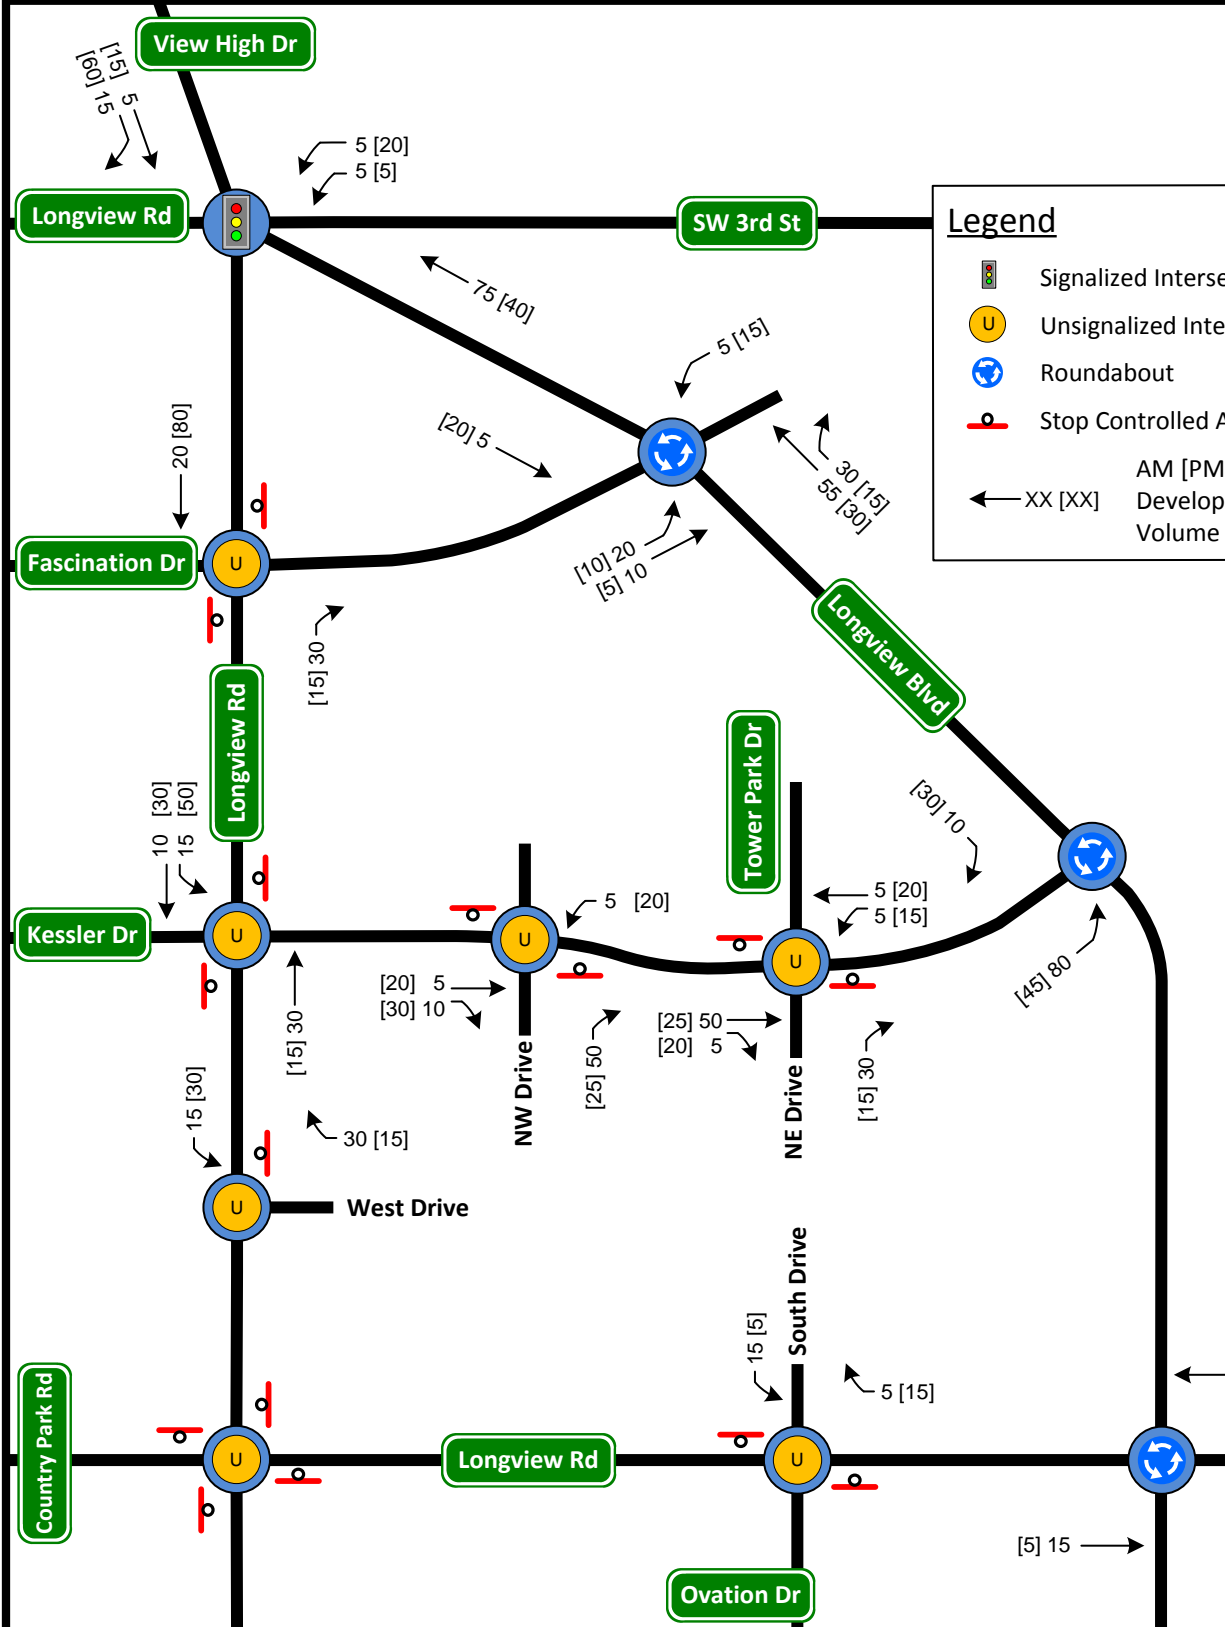 View High Dr
[15] 5
[60] 15
5 [20]
5 [5]
Longview Rd
SW 3rd St
Legend
Signalized Interse
Unsignalized Inte
Roundabout
Stop Controlled A
XX [XX]
AM [PM
Develop
Volume
75 [40]
5 [15]
[20] 5
30 [15]
55 [30]
20 [80]
Fascination Dr
U
[10] 20
[5] 10
[15] 30
Longview Blvd
Longview Rd
Tower Park Dr
10 [30]
15 [50]
[30] 10
Kessler Dr
U
U
5 [20]
5 [20]
5 [15]
U
[45] 80
[15] 30
[20] 5
[30] 10
[25] 50
[25] 50
[20] 5
[15] 30
NW Drive
NE Drive
15 [30]
30 [15]
U
West Drive
South Drive
15 [5]
5 [15]
Country Park Rd
U
Longview Rd
U
[5] 15
Ovation Dr